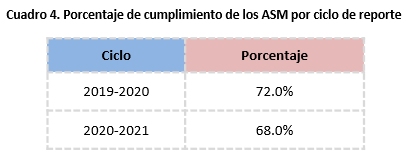 Cuadro 4. Porcentaje de cumplimiento de los ASM por ciclo de reporte
Ciclo Porcentaje
2019-2020 72.0%
2020-2021 68.0%